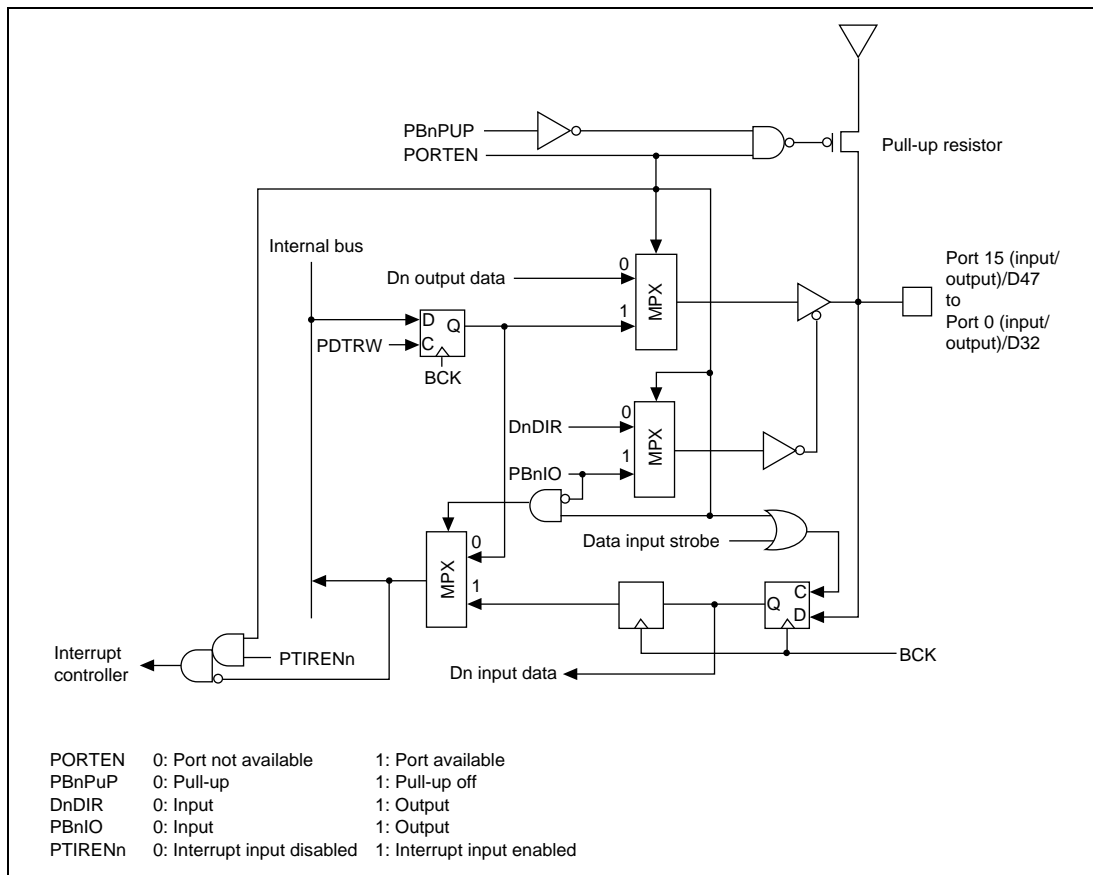 PBnPUP
PORTEN
Pull-up resistor
Internal bus
Dn output data
0
1
MPX
Port 15 (input/
output)/D47
to
Port 0 (input/
output)/D32
D
Q
C
PDTRW
BCK
DnDIR
0
1
MPX
PBnIO
Data input strobe
MPX
0
1
Q
C
D
Interrupt
controller
PTIRENn
Dn input data
BCK
PORTEN 0: Port not available 1: Port available
PBnPuP 0: Pull-up 1: Pull-up off
DnDIR 0: Input 1: Output
PBnIO 0: Input 1: Output
PTIRENn 0: Interrupt input disabled 1: Interrupt input enabled